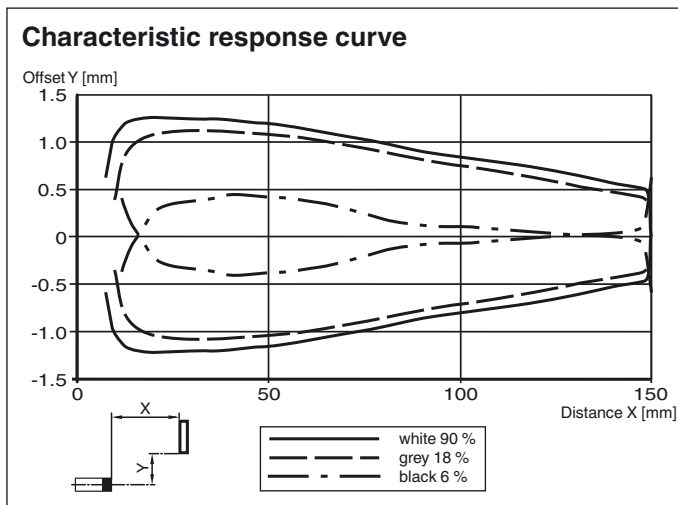 Characteristic response curve
Offset Y [mm]
1.5
1.0
0.5
0
-0.5
-1.0
-1.5
0
50
100
150
Distance X [mm]
X
Y
white 90 %
grey 18 %
black 6 %